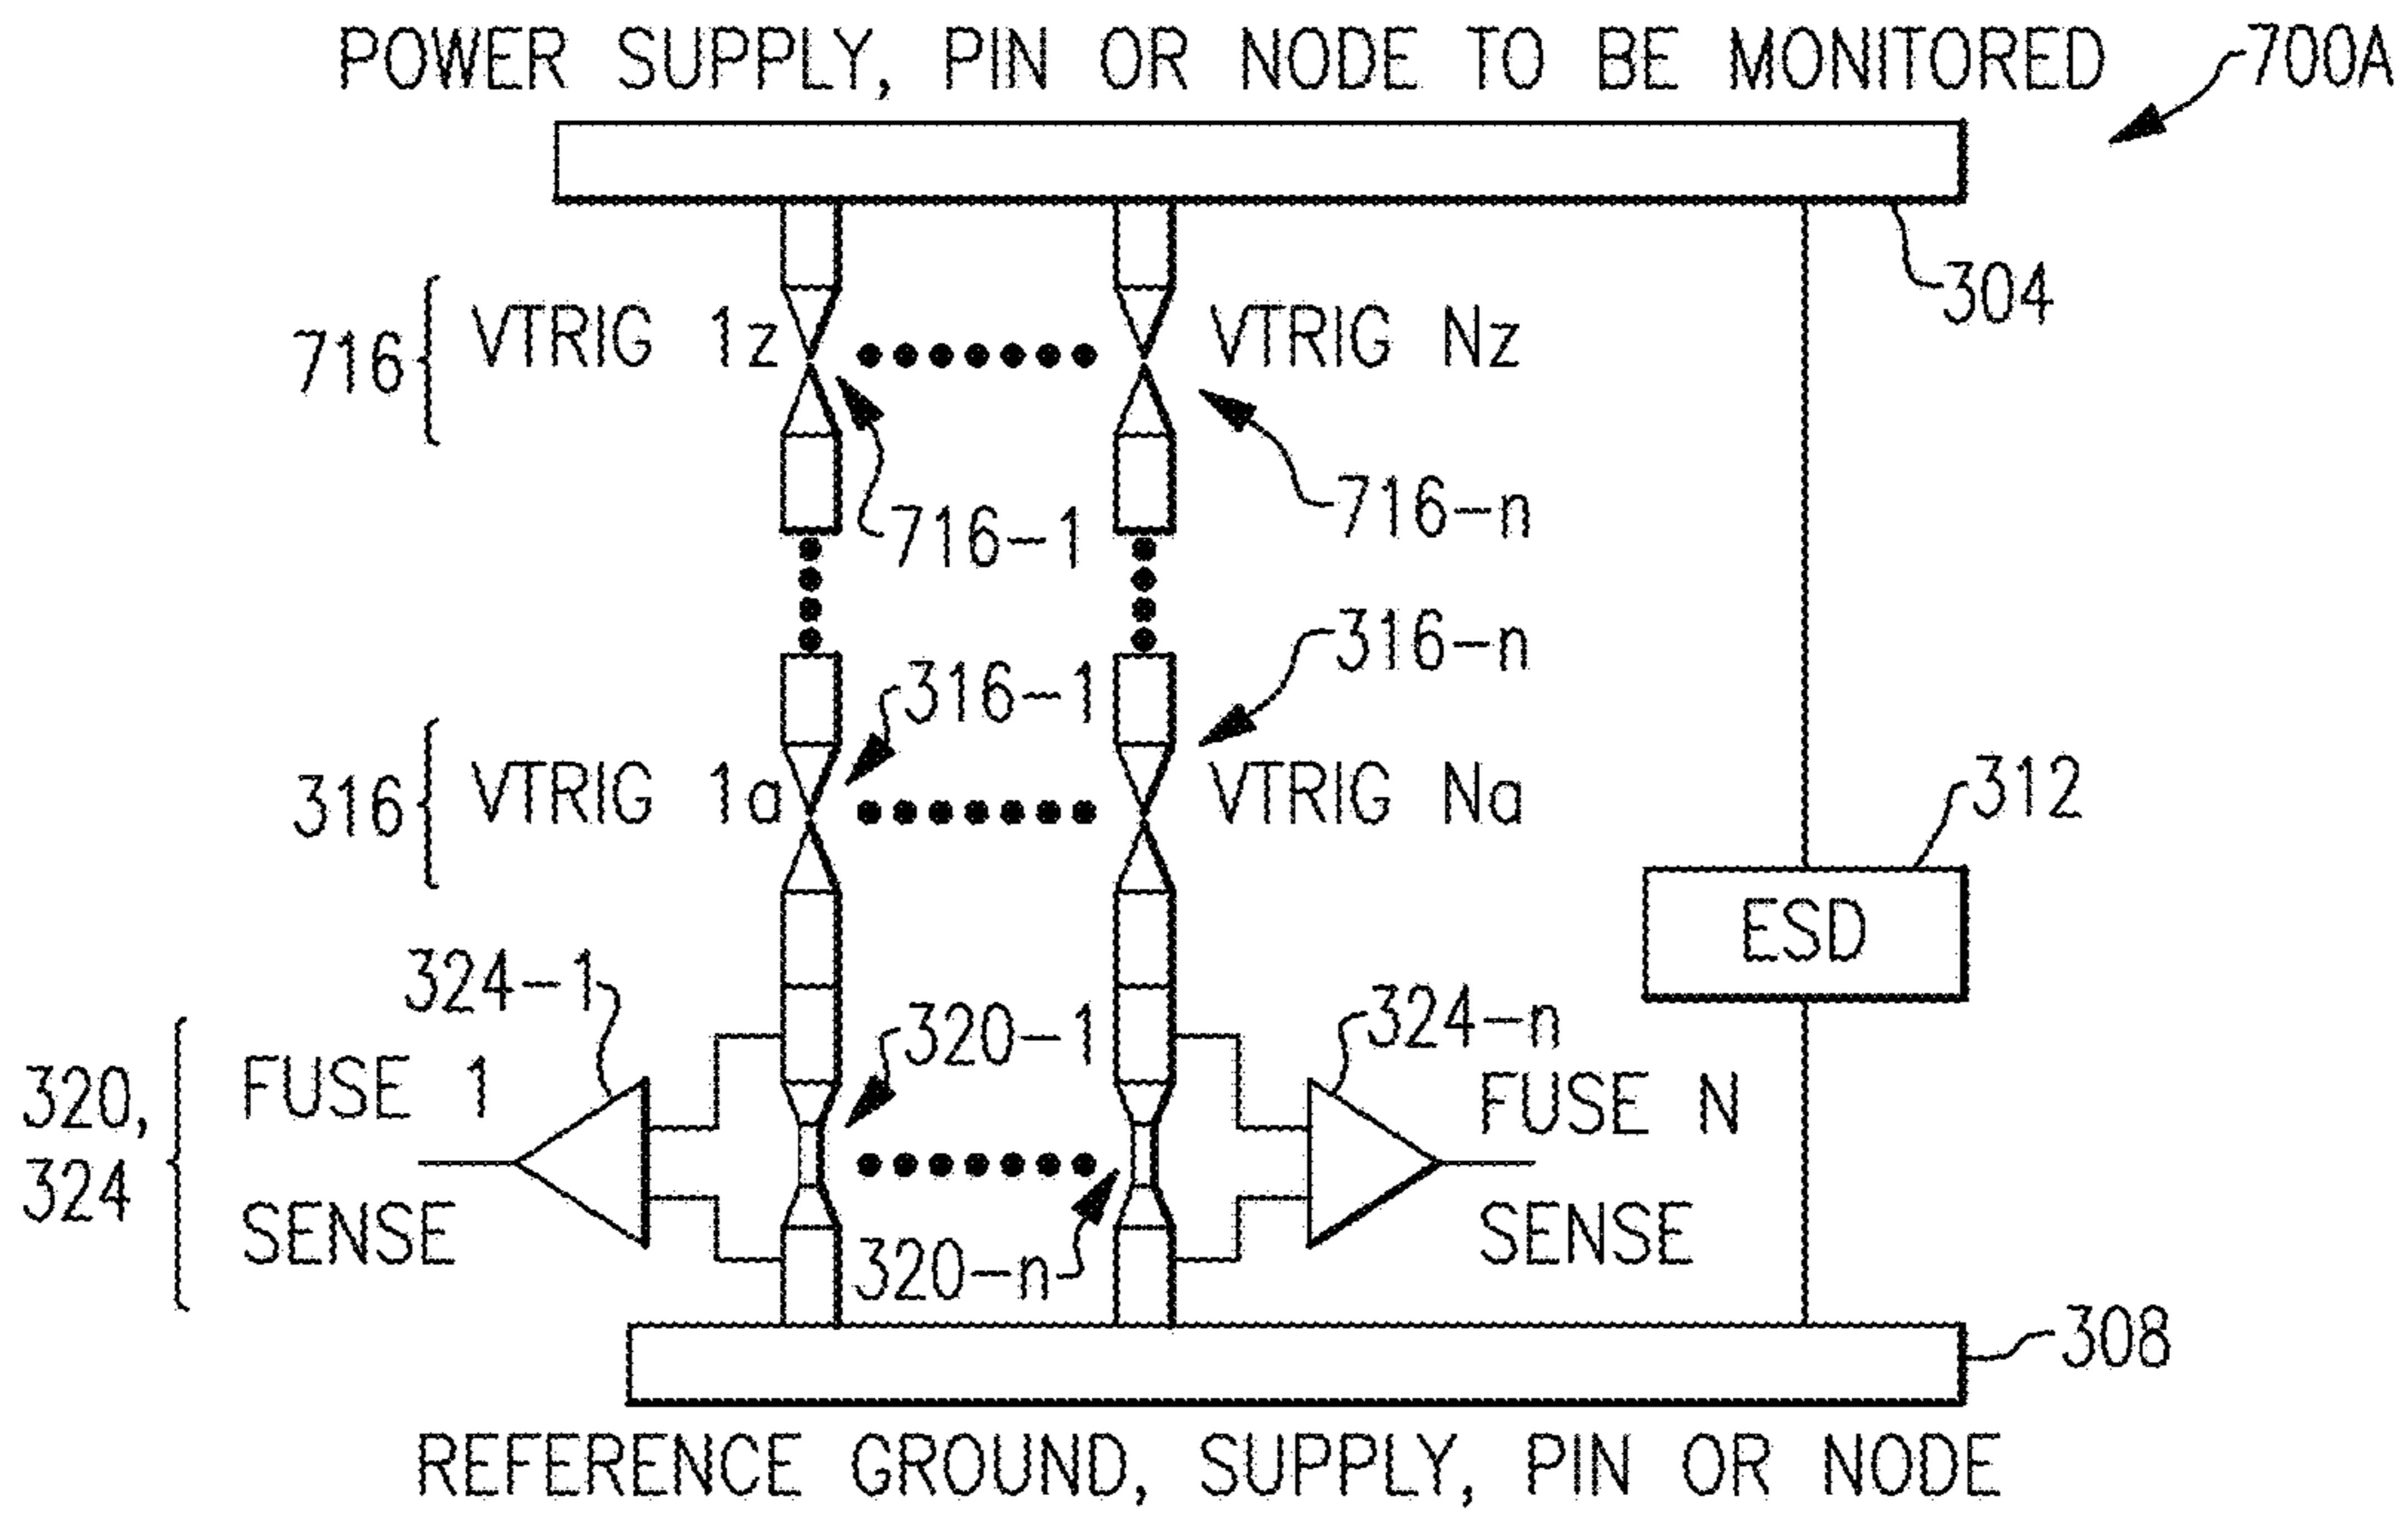 POWER SUPPLY, PIN OR NODE TO BE MONITORED
700A
304
716
VTRIG 1z
VTRIG Nz
716-1
716-n
316-n
316-1
316
VTRIG 1a
VTRIG Na
312
ESD
324-1
320-1
324-n
320,
324
FUSE 1
SENSE
FUSE N
SENSE
320-n
308
REFERENCE GROUND, SUPPLY, PIN OR NODE